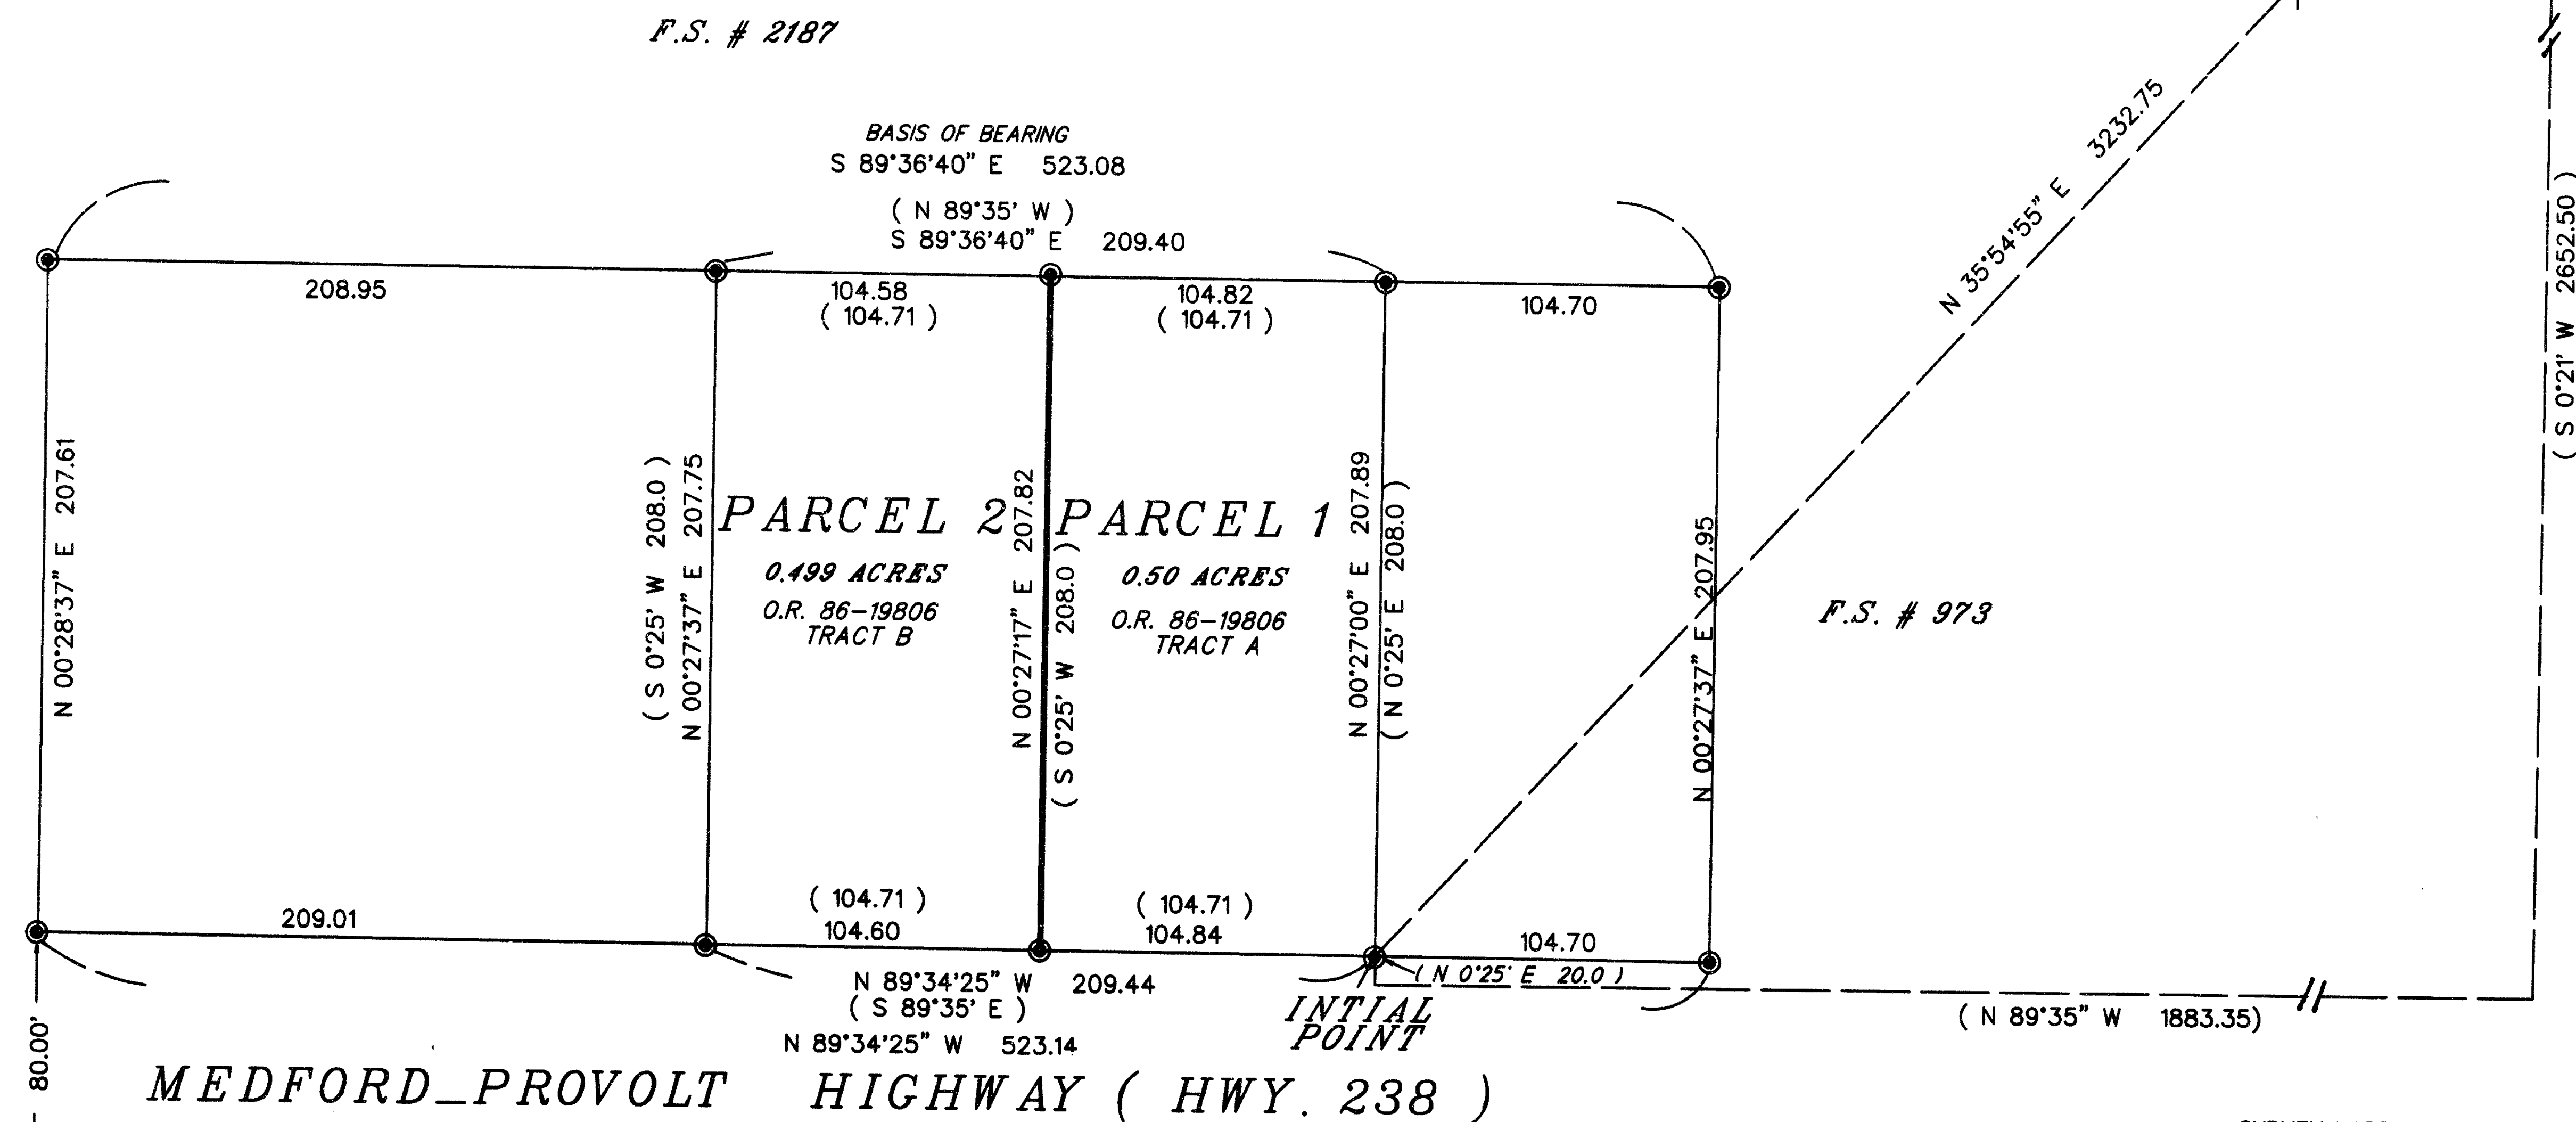 F.S. # 2187
BASIS OF BEARING
S 89°36'40" E 523.08
( N 89°35' W )
S 89°36'40" E 209.40
208.95
104.58
( 104.71 )
104.82
( 104.71 )
104.70
N 35°54'55" E 3232.75
( S 0°21' W 2652.50 )
N 00°28'37" E 207.61
( S 0°25' W 208.0 )
N 00°27'37" E 207.75
PARCEL 2
0.499 ACRES
O.R. 86-19806
TRACT B
N 00°27'17" E 207.82
( S 0°25' W 208.0 )
PARCEL 1
0.50 ACRES
O.R. 86-19806
TRACT A
N 00°27'00" E 207.89
( N 0°25' E 208.0 )
N 00°27'37" E 207.95
F.S. # 973
209.01
( 104.71 )
104.60
( 104.71 )
104.84
104.70
N 89°34'25" W 209.44
( S 89°35' E )
N 89°34'25" W 523.14
( N 0°25' E 20.0 )
INTIAL
POINT
( N 89°35" W 1883.35)
80.00'
MEDFORD_PROVOLT HIGHWAY ( HWY. 238 )